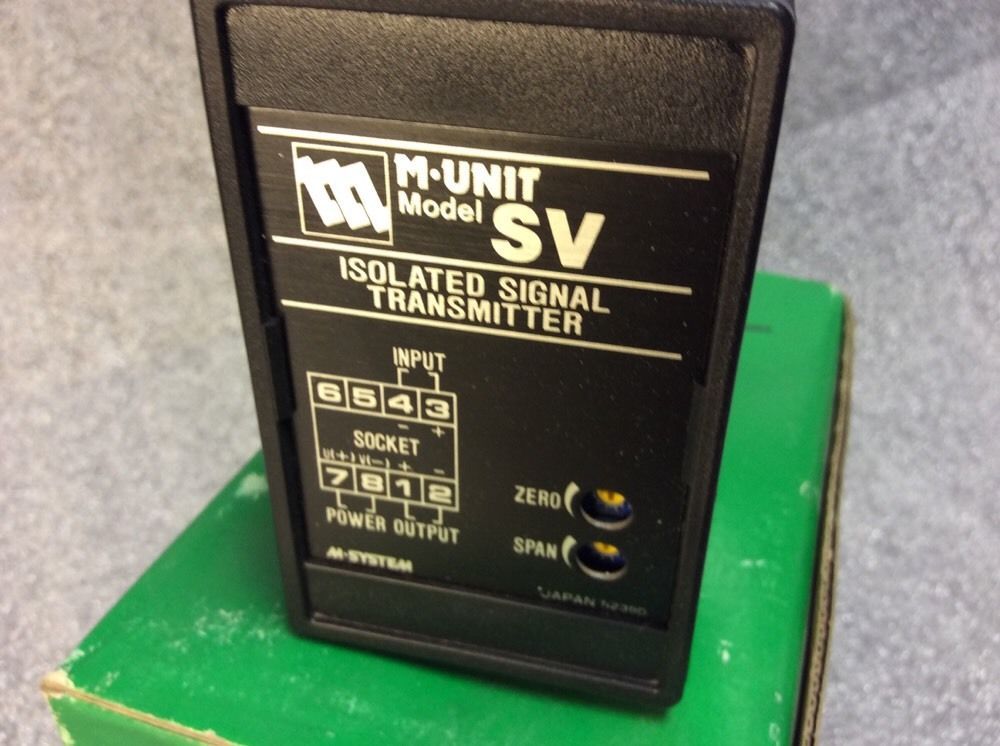 M·UNIT
Model SV
ISOLATED SIGNAL
TRANSMITTER
INPUT
6 5 4 3
- +
SOCKET
U(+) V(-) + -
7 8 1 2
POWER OUTPUT
ZERO
SPAN
M·SYSTEM
JAPAN